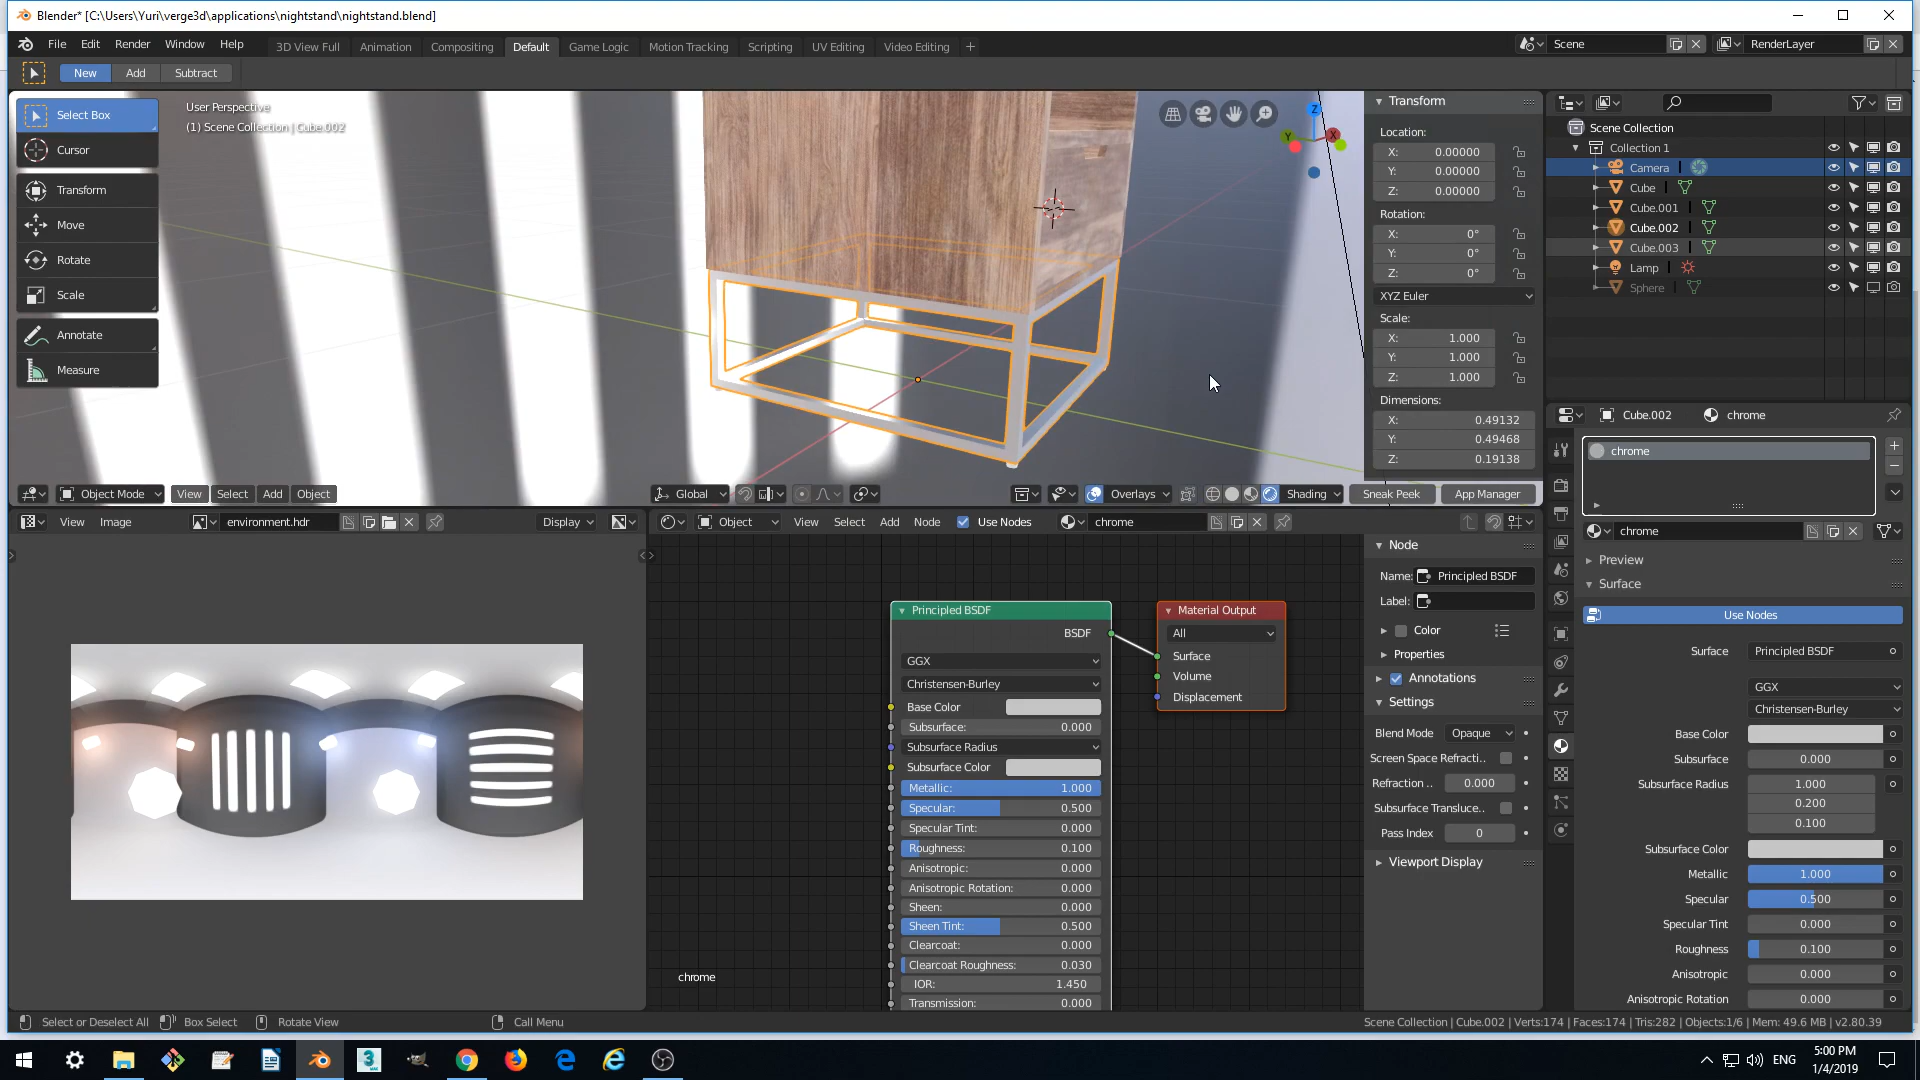 Blender* [C:\Users\Yuri\verge3d\applications\nightstand\nightstand.blend]
File Edit Render Window Help
3D View Full Animation Compositing Default Game Logic Motion Tracking Scripting UV Editing Video Editing +
Scene
RenderLayer
New Add Subtract
Select Box
Cursor
Transform
Move
Rotate
Scale
Annotate
Measure
User Perspective
(1) Scene Collection | Cube.002
Z
Y
X
Transform
Location:
X: 0.00000
Y: 0.00000
Z: 0.00000
Rotation:
X: 0°
Y: 0°
Z: 0°
XYZ Euler
Scale:
X: 1.000
Y: 1.000
Z: 1.000
Dimensions:
X: 0.49132
Y: 0.49468
Z: 0.19138
Object Mode View Select Add Object
Global
Overlays
Shading
Sneak Peek
App Manager
Scene Collection
Collection 1
Camera
Cube
Cube.001
Cube.002
Cube.003
Lamp
Sphere
Cube.002 chrome
chrome
chrome
Preview
Surface
Use Nodes
Surface Principled BSDF
GGX
Christensen-Burley
Base Color
Subsurface 0.000
Subsurface Radius 1.000
0.200
0.100
Subsurface Color
Metallic 1.000
Specular 0.500
Specular Tint 0.000
Roughness 0.100
Anisotropic 0.000
Anisotropic Rotation 0.000
View Image
environment.hdr
Display
Object View Select Add Node Use Nodes
chrome
Principled BSDF
BSDF
GGX
Christensen-Burley
Base Color
Subsurface: 0.000
Subsurface Radius
Subsurface Color
Metallic: 1.000
Specular: 0.500
Specular Tint: 0.000
Roughness: 0.100
Anisotropic: 0.000
Anisotropic Rotation: 0.000
Sheen: 0.000
Sheen Tint: 0.500
Clearcoat: 0.000
Clearcoat Roughness: 0.030
IOR: 1.450
Transmission: 0.000
Material Output
All
Surface
Volume
Displacement
chrome
Node
Name: Principled BSDF
Label:
Color
Properties
Annotations
Settings
Blend Mode Opaque
Screen Space Refracti..
Refraction .. 0.000
Subsurface Transluce..
Pass Index 0
Viewport Display
Select or Deselect All Box Select Rotate View Call Menu
Scene Collection | Cube.002 | Verts:174 | Faces:174 | Tris:282 | Objects:1/6 | Mem: 49.6 MB | v2.80.39
ENG
5:00 PM
1/4/2019